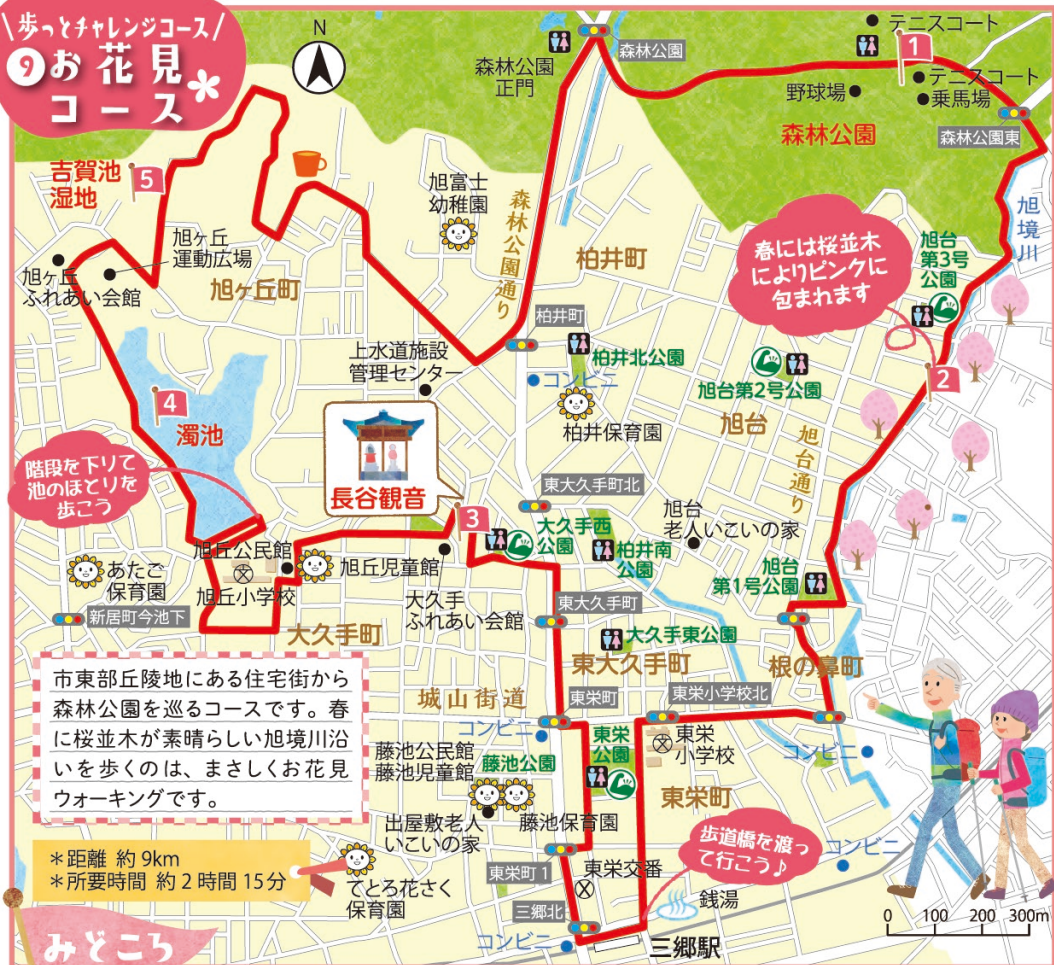 歩っとチャレンジコース
9 お花見
コース
N
森林公園
正門
森林公園
テニスコート
1
野球場
テニスコート
乗馬場
森林公園
森林公園東
吉賀池
湿地
5
旭富士
幼稚園
森林公園通り
柏井町
旭境川
春には桜並木
によりピンクに
包まれます
旭台
第3号
公園
旭ヶ丘
運動広場
旭ヶ丘
ふれあい会館
旭ヶ丘町
柏井町
上水道施設
管理センター
コンビニ
柏井北公園
柏井保育園
旭台第2号公園
旭台
旭台通り
2
4
濁池
階段を下りて
池のほとりを
歩こう
長谷観音
3
東大久手町北
大久手西
公園
柏井南
公園
旭台
老人いこいの家
旭台
第1号公園
旭丘公民館
旭丘小学校
旭丘児童館
あたご
保育園
新居町今池下
大久手町
大久手
ふれあい会館
東大久手町
大久手東公園
東大久手町
根の鼻町
市東部丘陵地にある住宅街から
森林公園を巡るコースです。春
に桜並木が素晴らしい旭境川沿
いを歩くのは、まさしくお花見
ウォーキングです。
城山街道
東栄町
東栄小学校北
コンビニ
東栄
公園
東栄
小学校
コンビニ
藤池公民館
藤池児童館
藤池公園
出屋敷老人
いこいの家
藤池保育園
東栄町
歩道橋を渡っ
て行こう♪
コンビニ
*距離 約9km
*所要時間 約2時間15分
てとろ花さく
保育園
東栄町1
東栄交番
銭湯
三郷北
コンビニ
三郷駅
0 100 200 300m
みどころ